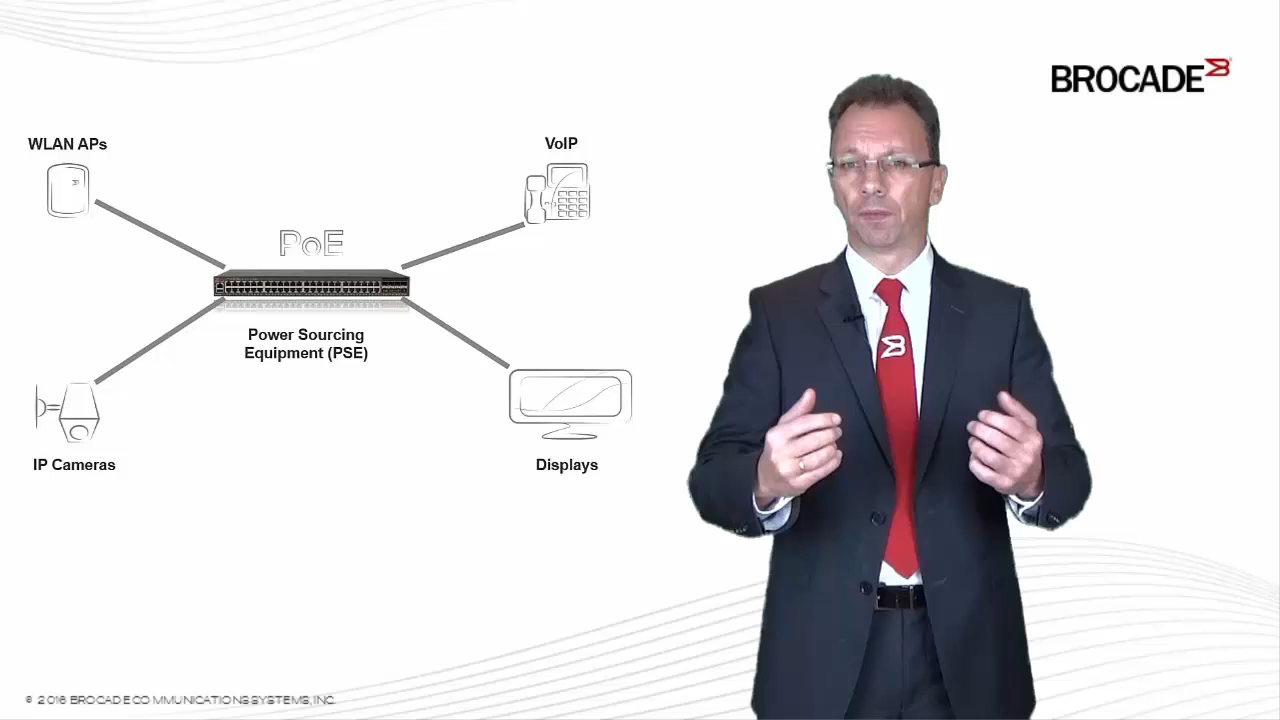 BROCADE
WLAN APs
VoIP
PoE
Power Sourcing
Equipment (PSE)
IP Cameras
Displays
© 2016 BROCADE COMMUNICATIONS SYSTEMS, INC.